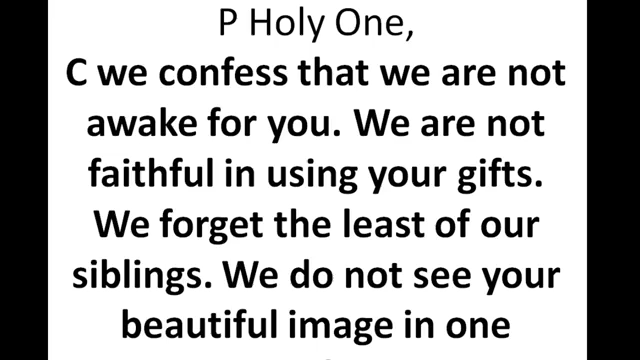 P Holy One,
C we confess that we are not
awake for you. We are not
faithful in using your gifts.
We forget the least of our
siblings. We do not see your
beautiful image in one